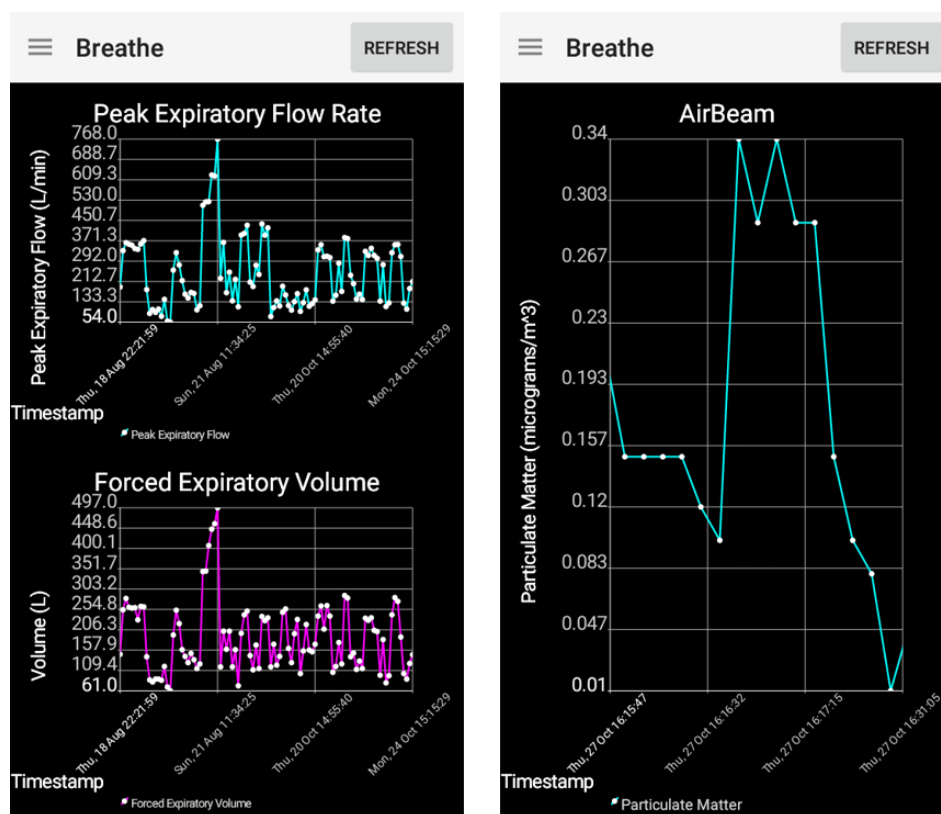 Breathe
REFRESH
Peak Expiratory Flow Rate
768.0
688.7
609.3
530.0
450.7
371.3
292.0
212.7
133.3
54.0
Peak Expiratory Flow (L/min)
Thu, 18 Aug 22:21:59
Sun, 21 Aug 11:34:25
Thu, 20 Oct 14:55:40
Mon, 24 Oct 15:15:29
Timestamp
Peak Expiratory Flow
Forced Expiratory Volume
497.0
448.6
400.1
351.7
303.2
254.8
206.3
157.9
109.4
61.0
Volume (L)
Thu, 18 Aug 22:21:59
Sun, 21 Aug 11:34:25
Thu, 20 Oct 14:55:40
Mon, 24 Oct 15:15:29
Timestamp
Forced Expiratory Volume
Breathe
REFRESH
AirBeam
0.34
0.303
0.267
0.23
0.193
0.157
0.12
0.083
0.047
0.01
Particulate Matter (micrograms/m^3)
Thu, 27 Oct 16:15:47
Thu, 27 Oct 16:16:32
Thu, 27 Oct 16:17:15
Thu, 27 Oct 16:31:05
Timestamp
Particulate Matter